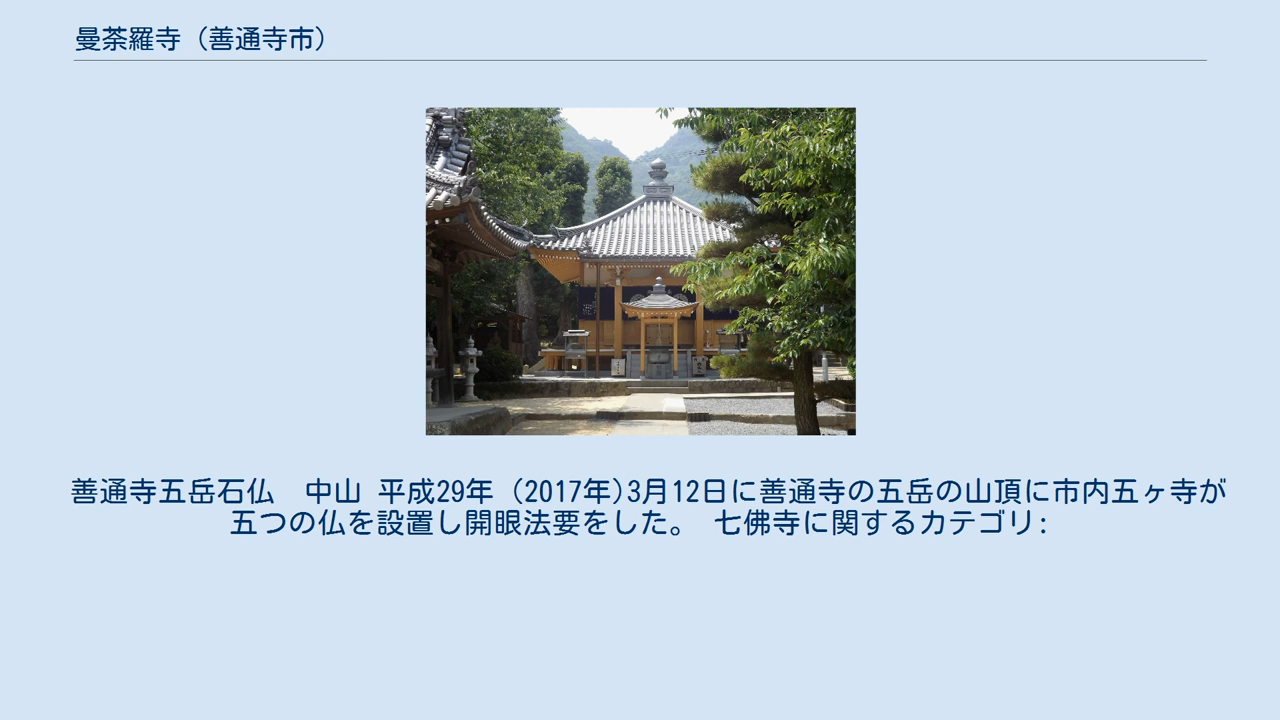 曼荼羅寺（善通寺市）
善通寺五岳石仏　中山 平成29年（2017年)3月12日に善通寺の五岳の山頂に市内五ヶ寺が
五つの仏を設置し開眼法要をした。 七佛寺に関するカテゴリ: